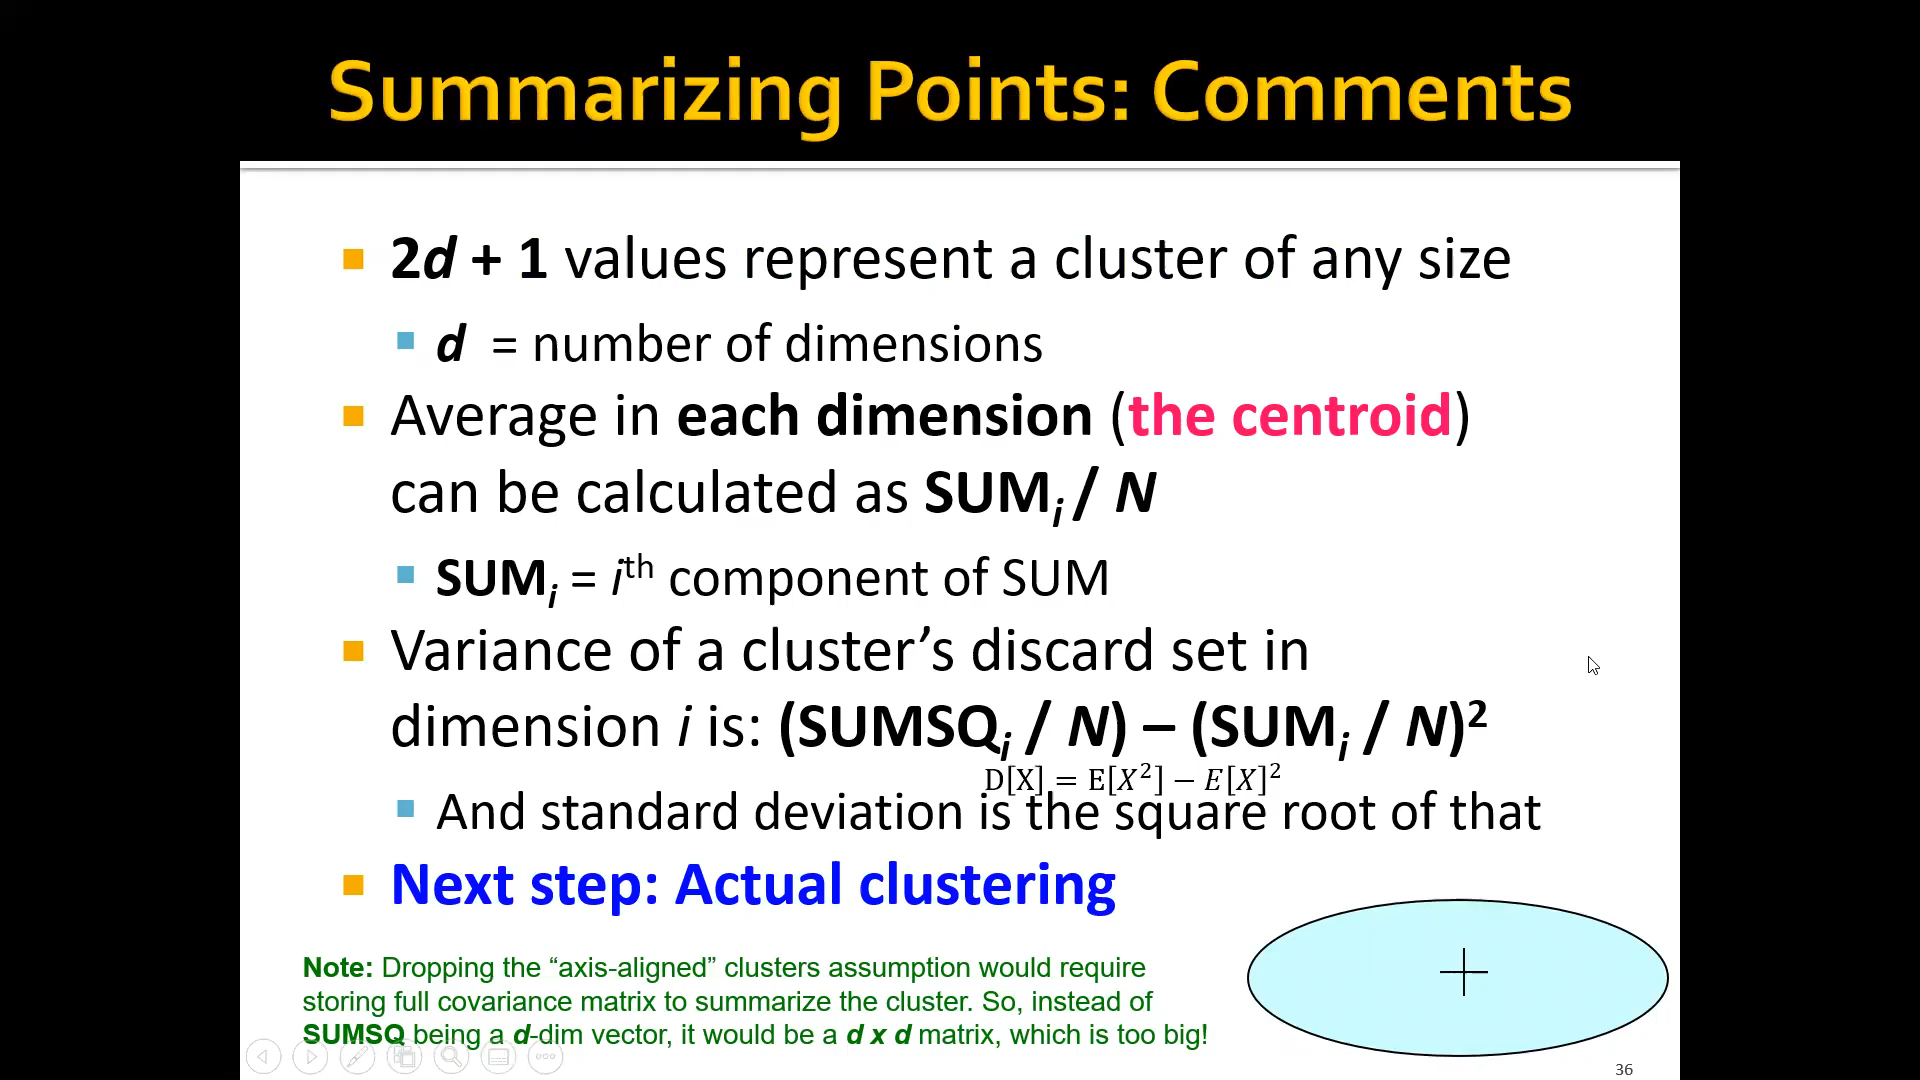 Summarizing Points: Comments
2d + 1 values represent a cluster of any size
d = number of dimensions
Average in each dimension (the centroid)
can be calculated as SUMᵢ / N
SUMᵢ = iᵗʰ component of SUM
Variance of a cluster’s discard set in
dimension i is: (SUMSQᵢ / N) – (SUMᵢ / N)²
D[X] = E[X²] − E[X]²
And standard deviation is the square root of that
Next step: Actual clustering
Note: Dropping the “axis-aligned” clusters assumption would require
storing full covariance matrix to summarize the cluster. So, instead of
SUMSQ being a d-dim vector, it would be a d x d matrix, which is too big!
36